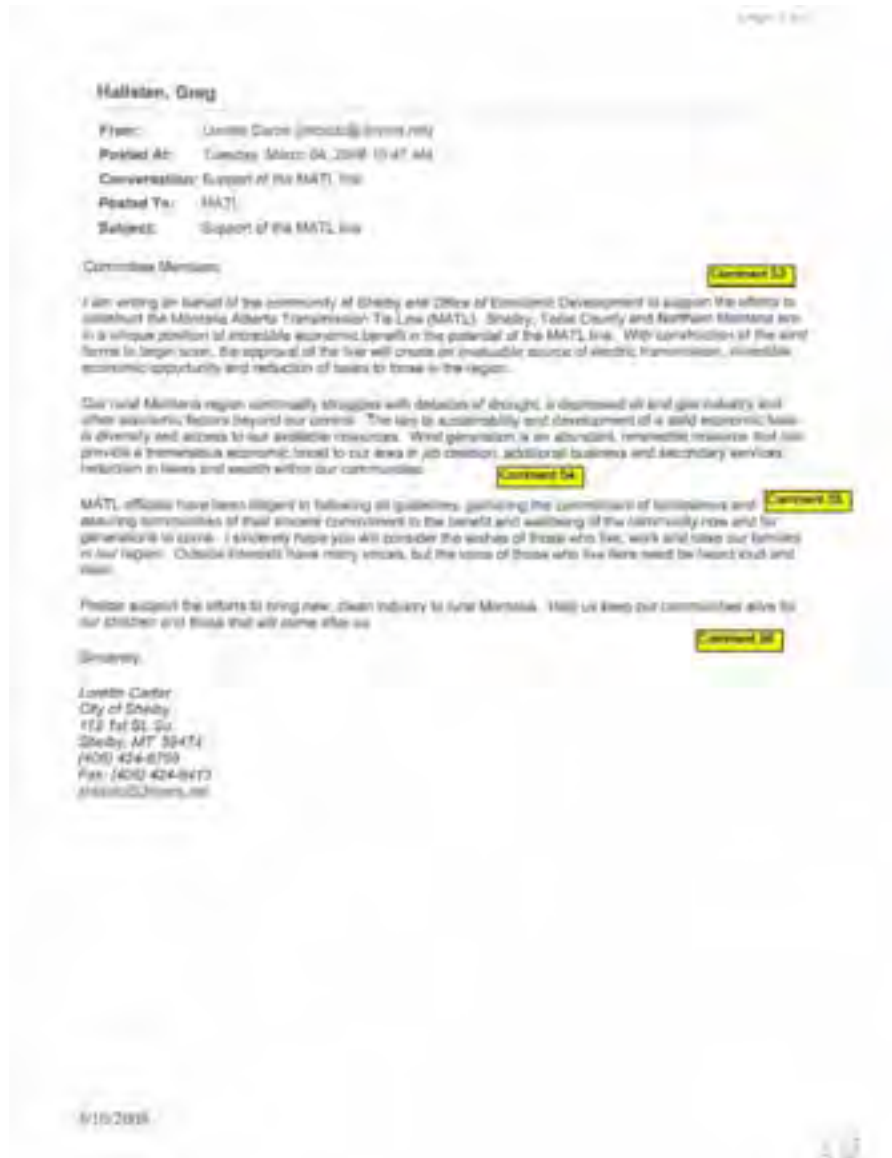 Hallsten, Greg
From:
Posted At: Tuesday, March 04, 2008 10:47 AM
Conversation: Support of the MATL line
Posted To: MATL
Subject: Support of the MATL line
Committee Members,
Comment 53
I am writing on behalf of the community of Shelby and Office of Economic Development to support the efforts to
construct the Montana Alberta Transmission Tie Line (MATL). Shelby, Toole County and Northern Montana are
in a unique position of incredible economic benefit in the potential of the MATL line. With construction of the wind
farms to begin soon, the approval of the line will create an invaluable source of electric transmission, incredible
economic opportunity and reduction of taxes to those in the region.
Our rural Montana region continually struggles with decades of drought, a depressed oil and gas industry and
other economic factors beyond our control. The key to sustainability and development of a solid economic base
is diversity and access to our available resources. Wind generation is an abundant, renewable resource that can
provide a tremendous economic boost to our area in job creation, additional business and secondary services,
reduction in taxes and wealth within our communities.
Comment 54
MATL officials have been diligent in following all guidelines, garnering the commitment of landowners and
Comment 55
assuring communities of their sincere commitment to the benefit and wellbeing of the community now and for
generations to come. I sincerely hope you will consider the wishes of those who live, work and raise our families
in our region. Outside interests have many voices, but the voice of those who live here need be heard loud and
clear.
Please support the efforts to bring new, clean industry to rural Montana. Help us keep our communities alive for
our children and those that will come after us.
Comment 56
Sincerely,
Carter
City of Shelby
112 1st St. So.
Shelby, MT 59474
(406)
Fax: (406)